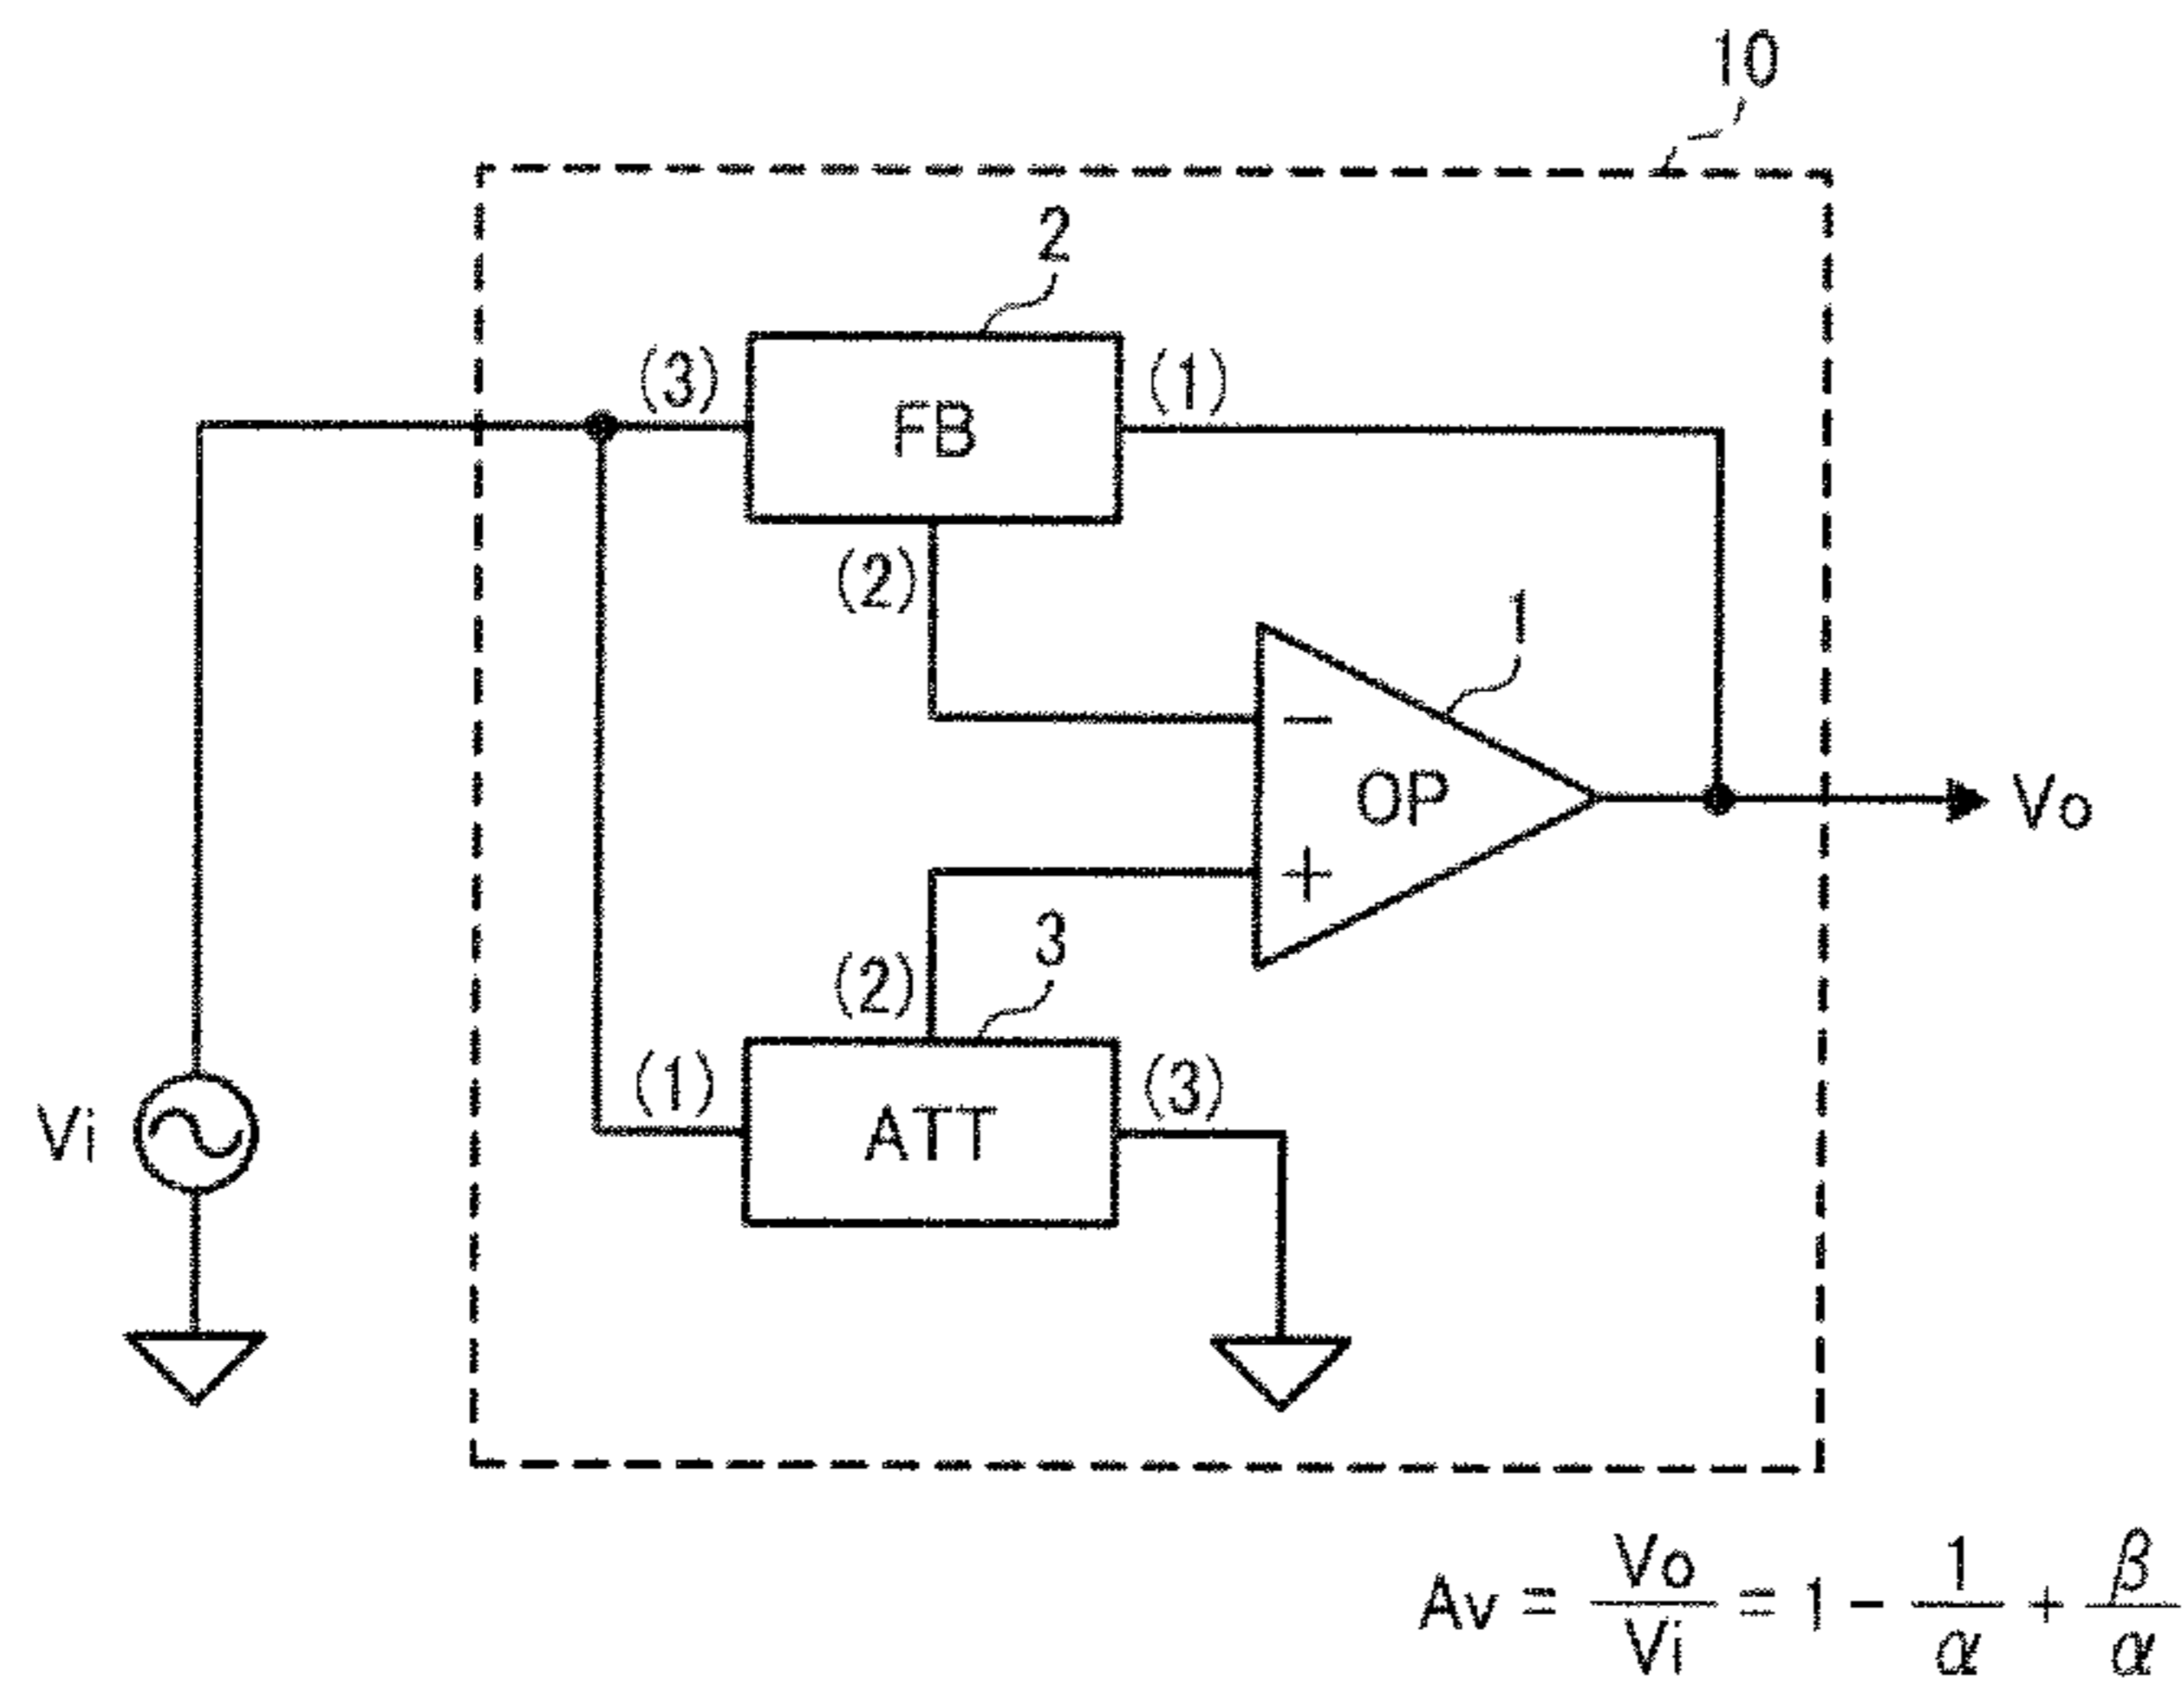 10
2
(3)
FB
(1)
(2)
1
−
OP
Vo
+
(2)
3
(1)
ATT
(3)
Vi
Av ≡ Vo/Vi = 1 − 1/α + β/α